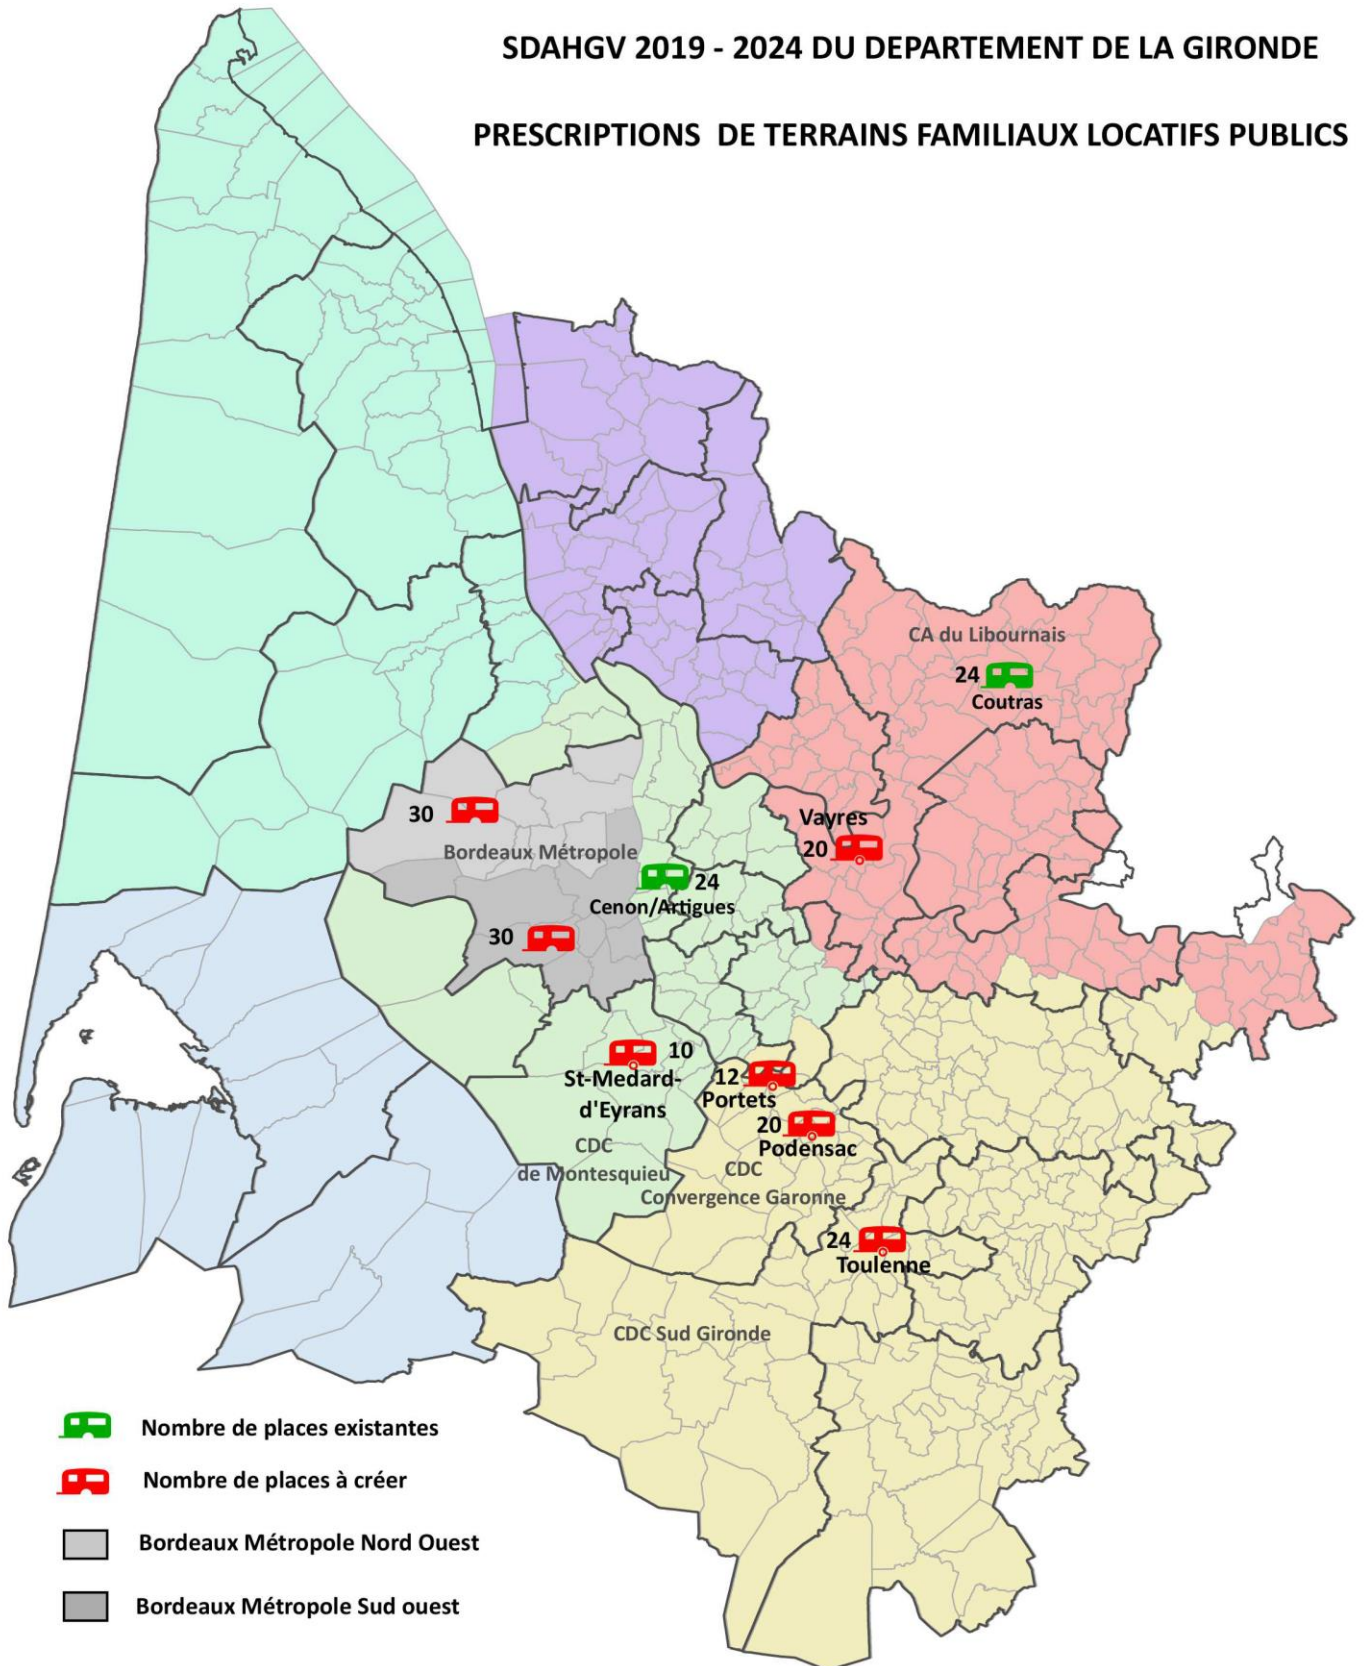 SDAHGV 2019 - 2024 DU DEPARTEMENT DE LA GIRONDE
PRESCRIPTIONS DE TERRAINS FAMILIAUX LOCATIFS PUBLICS
CA du Libournais
24
Coutras
30
Vayres
20
Bordeaux Métropole
24
Cenon/Artigues
30
10
St-Medard-
d'Eyrans
12
Portets
20
Podensac
CDC
de Montesquieu
CDC
Convergence Garonne
24
Toulenne
CDC Sud Gironde
Nombre de places existantes
Nombre de places à créer
Bordeaux Métropole Nord Ouest
Bordeaux Métropole Sud ouest